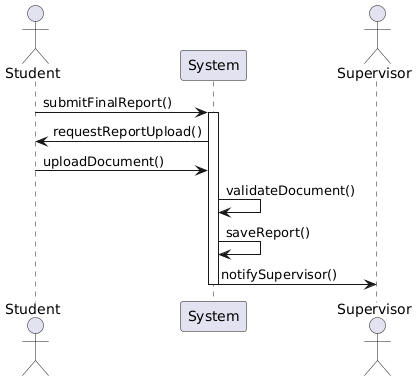 Student
System
Supervisor
submitFinalReport()
requestReportUpload()
uploadDocument()
validateDocument()
saveReport()
notifySupervisor()
Student
System
Supervisor